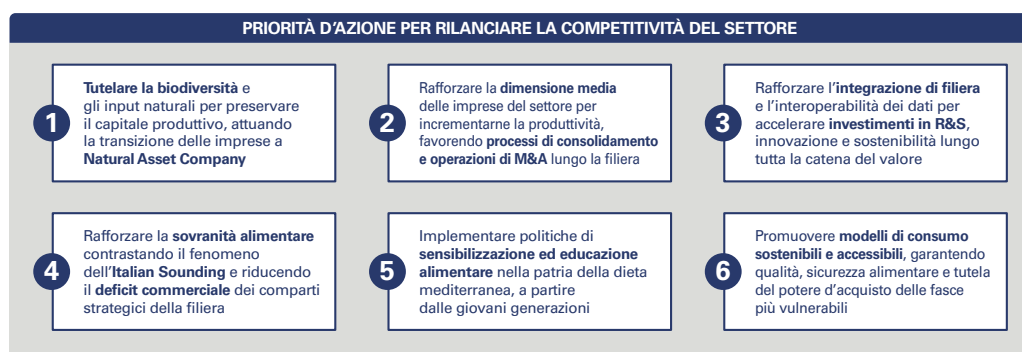 PRIORITÀ D’AZIONE PER RILANCIARE LA COMPETITIVITÀ DEL SETTORE
1
Tutelare la biodiversità e
gli input naturali per preservare
il capitale produttivo, attuando
la transizione delle imprese a
Natural Asset Company
2
Rafforzare la dimensione media
delle imprese del settore per
incrementarne la produttività,
favorendo processi di consolidamento
e operazioni di M&A lungo la filiera
3
Rafforzare l’integrazione di filiera
e l’interoperabilità dei dati per
accelerare investimenti in R&S,
innovazione e sostenibilità lungo
tutta la catena del valore
4
Rafforzare la sovranità alimentare
contrastando il fenomeno
dell’Italian Sounding e riducendo
il deficit commerciale dei comparti
strategici della filiera
5
Implementare politiche di
sensibilizzazione ed educazione
alimentare nella patria della dieta
mediterranea, a partire
dalle giovani generazioni
6
Promuovere modelli di consumo
sostenibili e accessibili, garantendo
qualità, sicurezza alimentare e tutela
del potere d’acquisto delle fasce
più vulnerabili